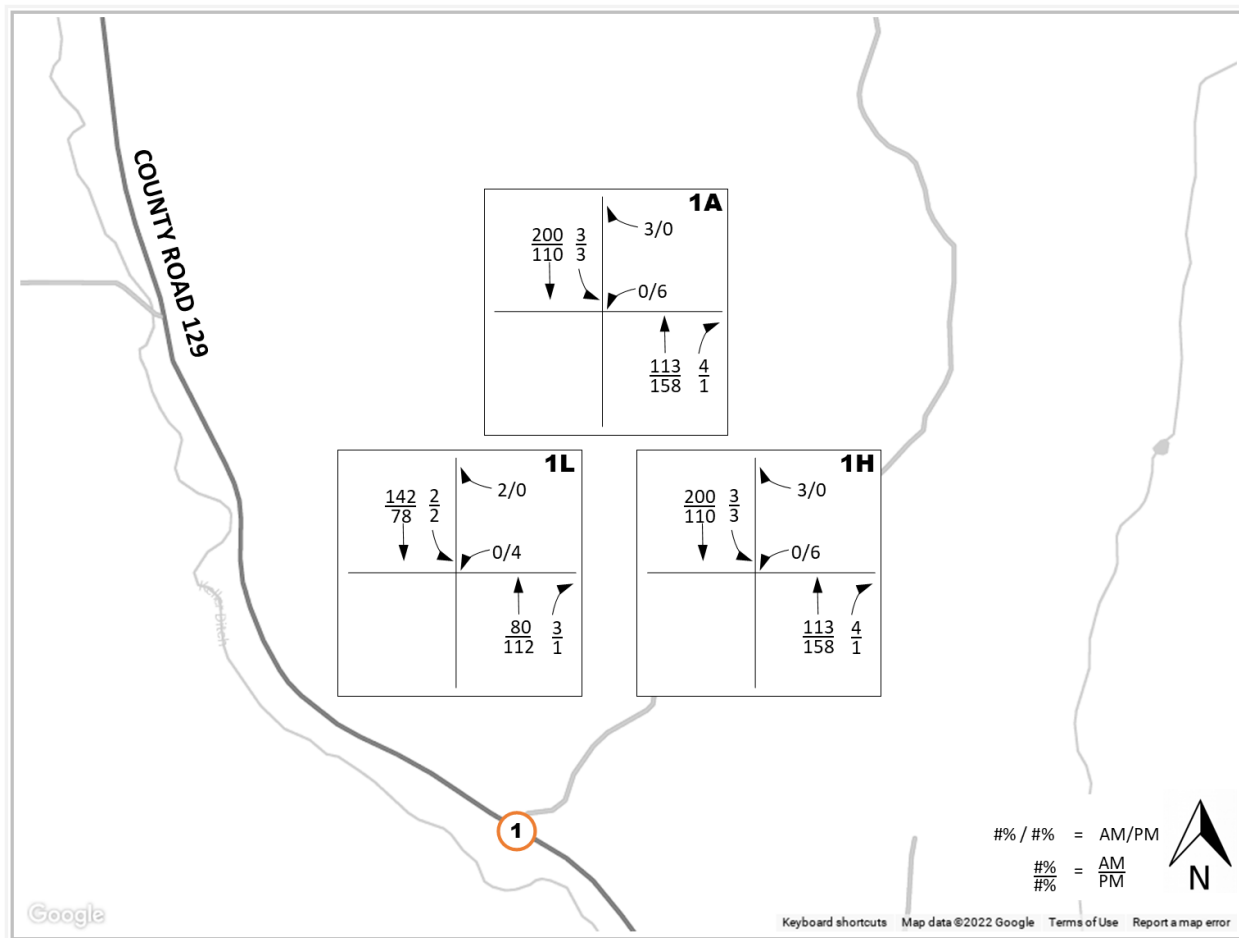 COUNTY ROAD 129
1A
3/0
200 3
110 3
0/6
113 4
158 1
1L
2/0
142 2
78 2
0/4
80 3
112 1
1H
3/0
200 3
110 3
0/6
113 4
158 1
Keller Ditch
1
#% / #% = AM/PM
#% = AM
#% PM
N
Google
Keyboard shortcuts Map data ©2022 Google Terms of Use Report a map error